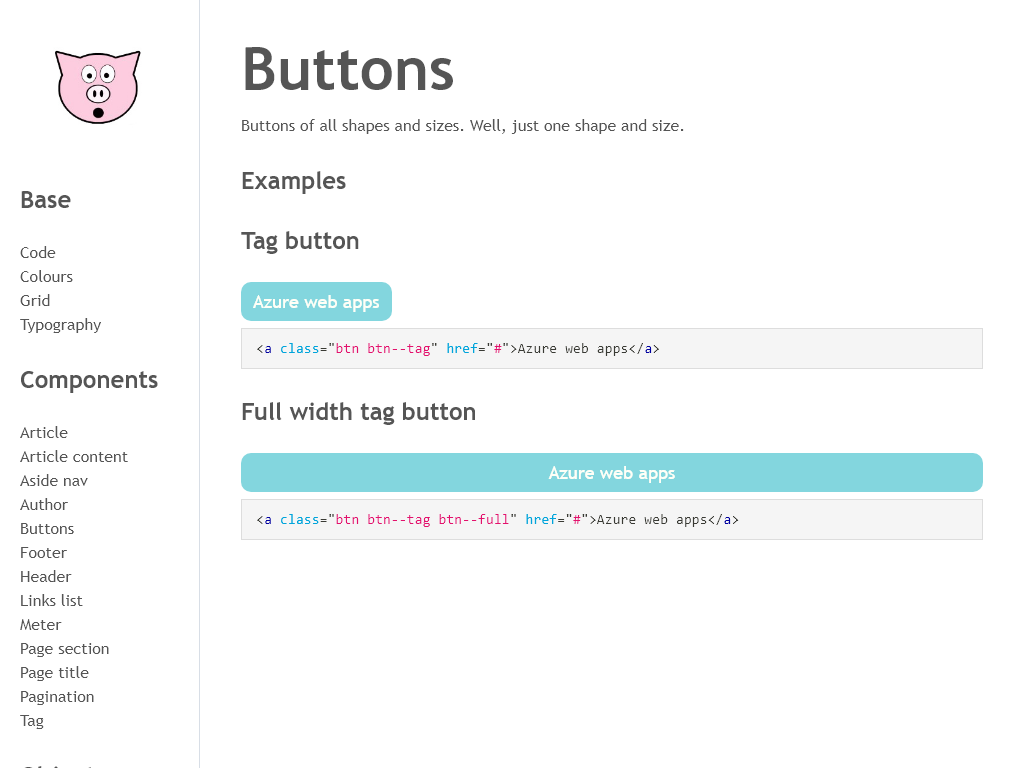 Base
Code
Colours
Grid
Typography
Components
Article
Article content
Aside nav
Author
Buttons
Footer
Header
Links list
Meter
Page section
Page title
Pagination
Tag
Buttons
Buttons of all shapes and sizes. Well, just one shape and size.
Examples
Tag button
Azure web apps
<a class="btn btn--tag" href="#">Azure web apps</a>
Full width tag button
Azure web apps
<a class="btn btn--tag btn--full" href="#">Azure web apps</a>